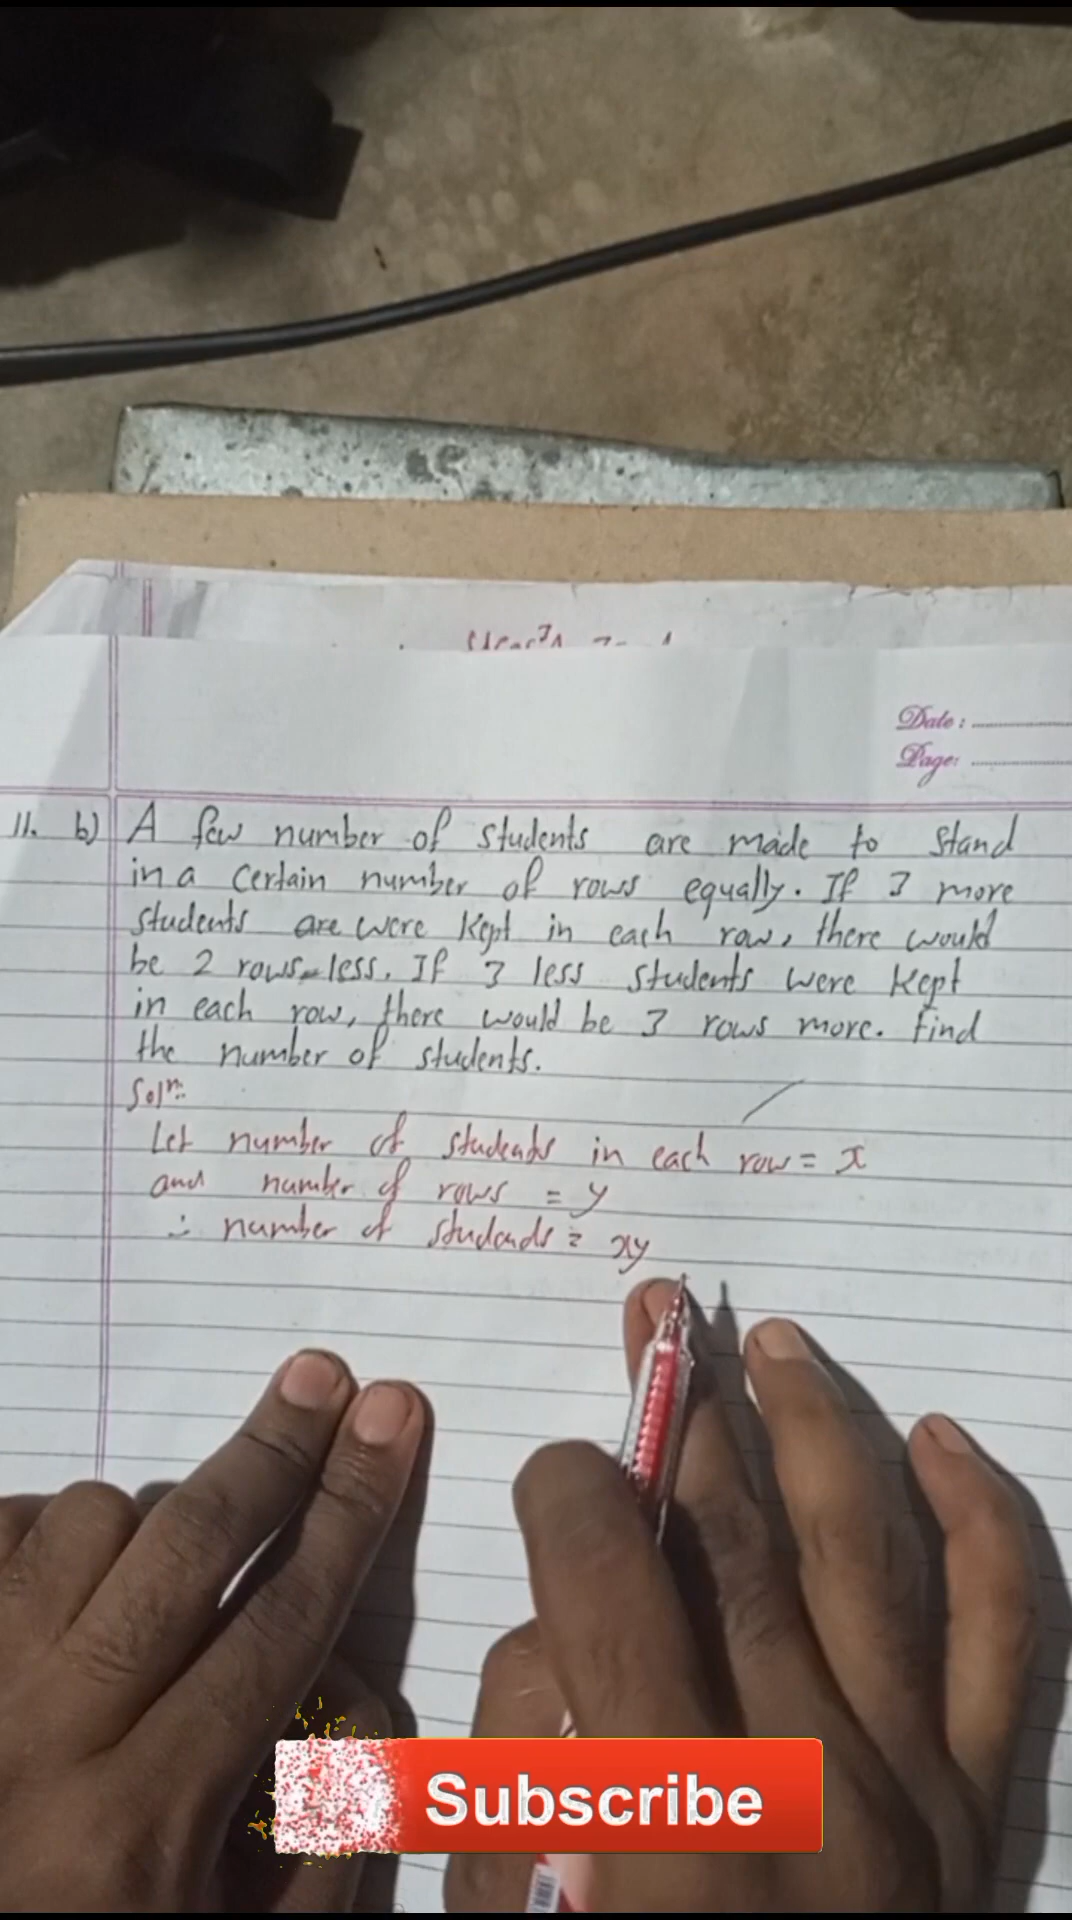 Date:
Page:
11. b) A few number of students are made to stand
in a certain number of rows equally. If 3 more
students are were kept in each row, there would
be 2 rows less. If 3 less students were kept
in each row, there would be 3 rows more. find
the number of students.
Solⁿ:
Let number of students in each row = x
and number of rows = y
∴ number of students = xy
Subscribe